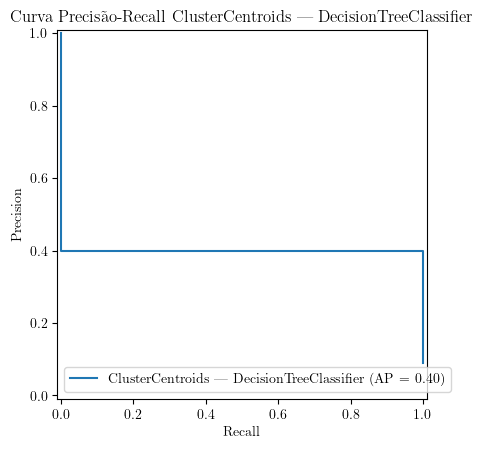 Curva Precisão-Recall ClusterCentroids — DecisionTreeClassifier
1.0
0.8
0.6
0.4
0.2
0.0
Precision
ClusterCentroids — DecisionTreeClassifier (AP = 0.40)
0.0 0.2 0.4 0.6 0.8 1.0
Recall